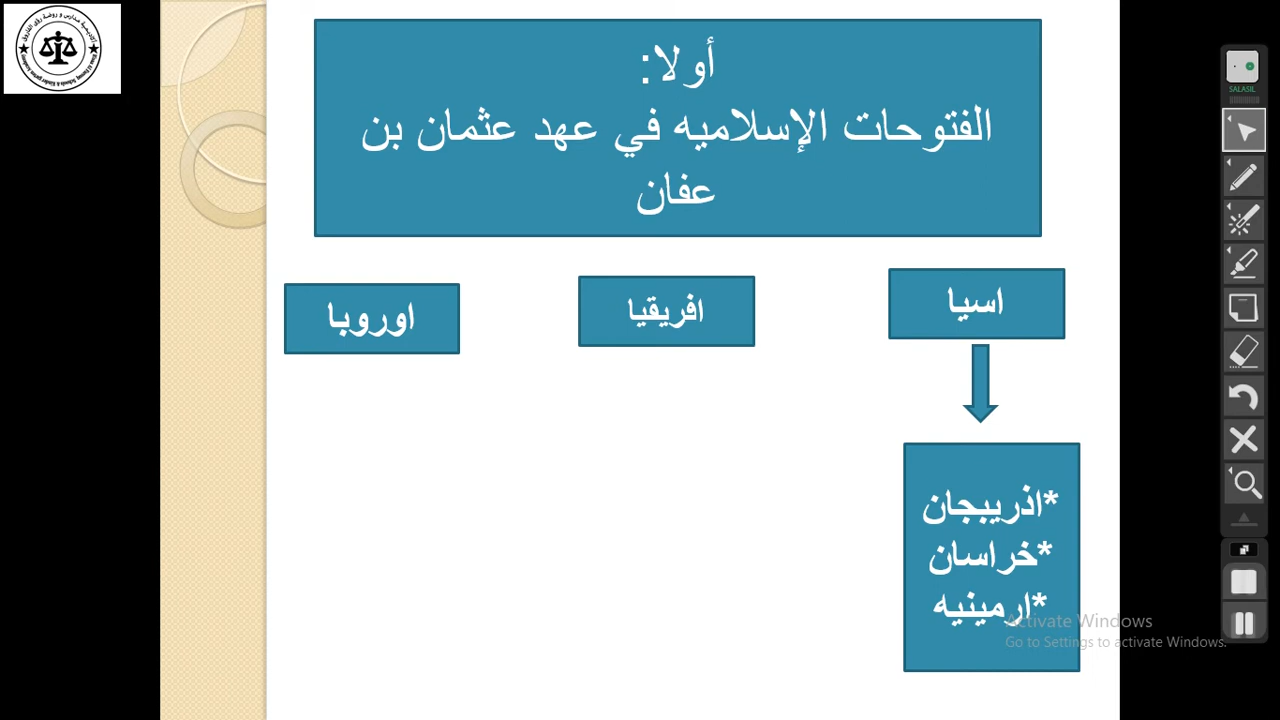 أولا:
الفتوحات الإسلاميه في عهد عثمان بن
عفان
اسيا
افريقيا
اوروبا
*اذريبجان
*خراسان
*ارمينيه
Activate Windows
Go to Settings to activate Windows.
SALASIL